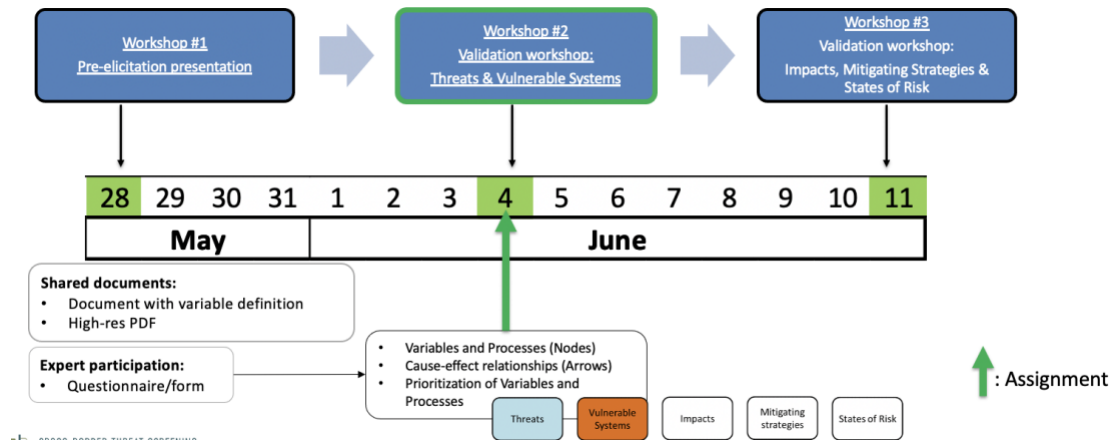 Workshop #1
Pre-elicitation presentation
Workshop #2
Validation workshop:
Threats & Vulnerable Systems
Workshop #3
Validation workshop:
Impacts, Mitigating Strategies &
States of Risk
28 29 30 31 1 2 3 4 5 6 7 8 9 10 11
May June
Shared documents:
• Document with variable definition
• High-res PDF
Expert participation:
• Questionnaire/form
• Variables and Processes (Nodes)
• Cause-effect relationships (Arrows)
• Prioritization of Variables and
Processes
: Assignment
Threats
Vulnerable
Systems
Impacts
Mitigating
strategies
States of Risk